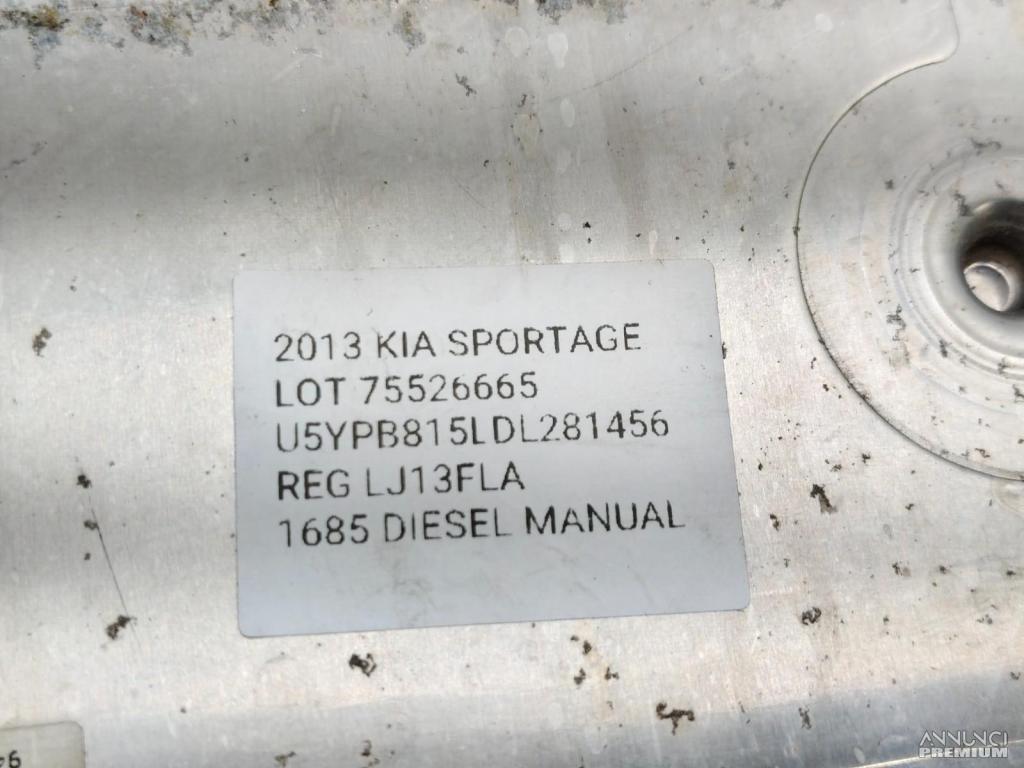 2013 KIA SPORTAGE
LOT 75526665
U5YPB815LDL281456
REG LJ13FLA
1685 DIESEL MANUAL
ANNUNCI
PREMIUM